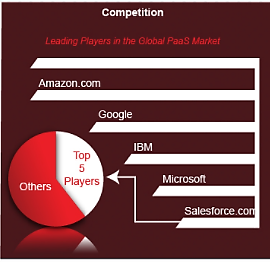 Competition
Leading Players in the Global PaaS Market
Amazon.com
Google
IBM
Microsoft
Salesforce.com
Top
5
Players
Others